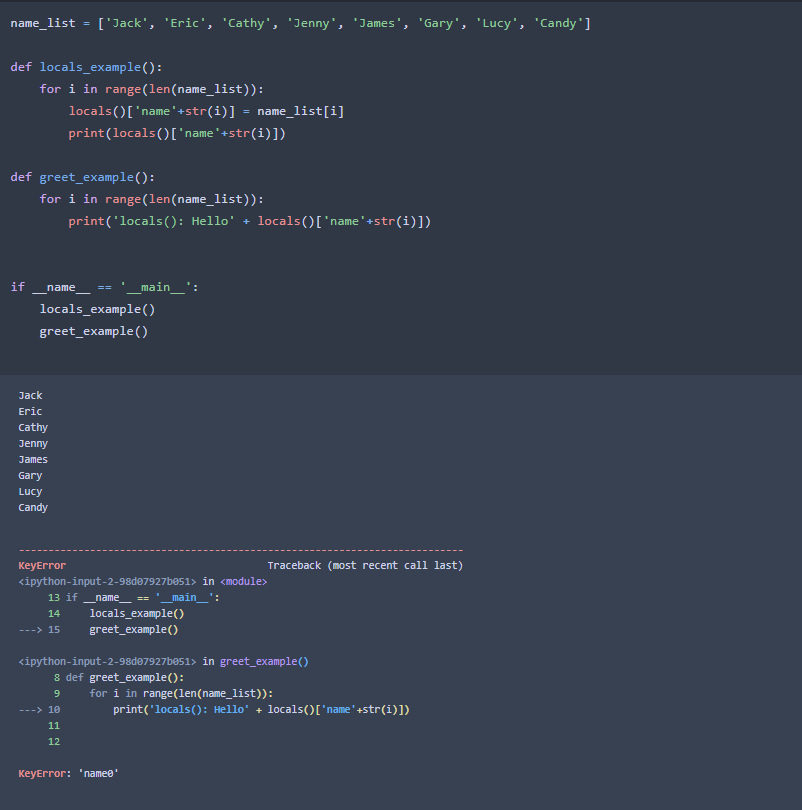 name_list = ['Jack', 'Eric', 'Cathy', 'Jenny', 'James', 'Gary', 'Lucy', 'Candy']
def locals_example():
    for i in range(len(name_list)):
        locals()['name'+str(i)] = name_list[i]
        print(locals()['name'+str(i)])
def greet_example():
    for i in range(len(name_list)):
        print('locals(): Hello' + locals()['name'+str(i)])
if __name__ == '__main__':
    locals_example()
    greet_example()
Jack
Eric
Cathy
Jenny
James
Gary
Lucy
Candy
---------------------------------------------------------------------------
KeyError                                  Traceback (most recent call last)
<ipython-input-2-98d07927b051> in <module>
     13 if __name__ == '__main__':
     14     locals_example()
---> 15     greet_example()
<ipython-input-2-98d07927b051> in greet_example()
      8 def greet_example():
      9     for i in range(len(name_list)):
---> 10         print('locals(): Hello' + locals()['name'+str(i)])
     11
     12
KeyError: 'name0'